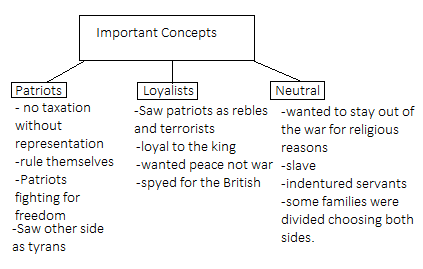 Important Concepts
Patriots
- no taxation
without
representation
-rule themselves
-Patriots
fighting for
freedom
-Saw other side
as tyrans
Loyalists
-Saw patriots as rebles
and terrorists
-loyal to the king
-wanted peace not war
-spyed for the British
Neutral
-wanted to stay out of
the war for religious
reasons
-slave
-indentured servants
-some families were
divided choosing both
sides.